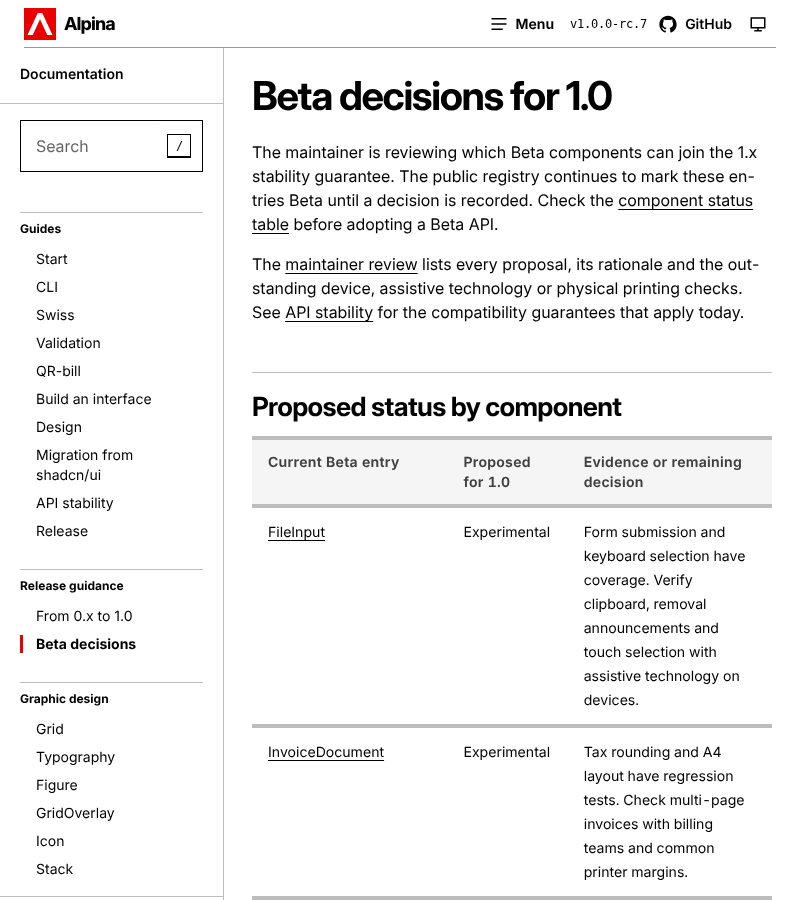 Alpina
Menu
v1.0.0-rc.7
GitHub
Documentation
Search
/
Guides
Start
CLI
Swiss
Validation
QR-bill
Build an interface
Design
Migration from
shadcn/ui
API stability
Release
Release guidance
From 0.x to 1.0
Beta decisions
Graphic design
Grid
Typography
Figure
GridOverlay
Icon
Stack
Beta decisions for 1.0
The maintainer is reviewing which Beta components can join the 1.x
stability guarantee. The public registry continues to mark these en-
tries Beta until a decision is recorded. Check the component status
table before adopting a Beta API.
The maintainer review lists every proposal, its rationale and the out-
standing device, assistive technology or physical printing checks.
See API stability for the compatibility guarantees that apply today.
Proposed status by component
Current Beta entry
Proposed
for 1.0
Evidence or remaining
decision
FileInput
Experimental
Form submission and
keyboard selection have
coverage. Verify
clipboard, removal
announcements and
touch selection with
assistive technology on
devices.
InvoiceDocument
Experimental
Tax rounding and A4
layout have regression
tests. Check multi-page
invoices with billing
teams and common
printer margins.